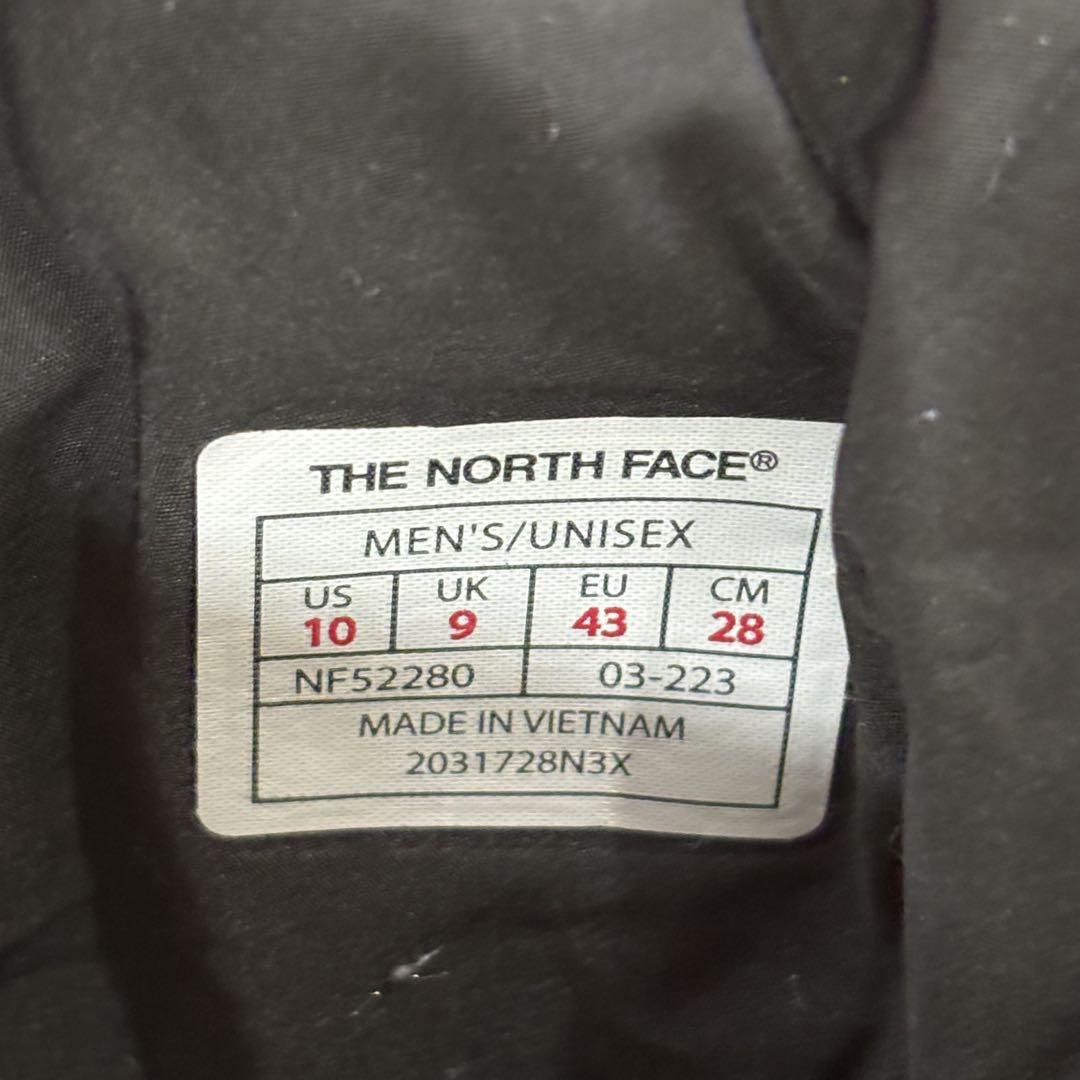 THE NORTH FACE®
MEN'S/UNISEX
US UK EU CM
10 9 43 28
NF52280 03-223
MADE IN VIETNAM
2031728N3X